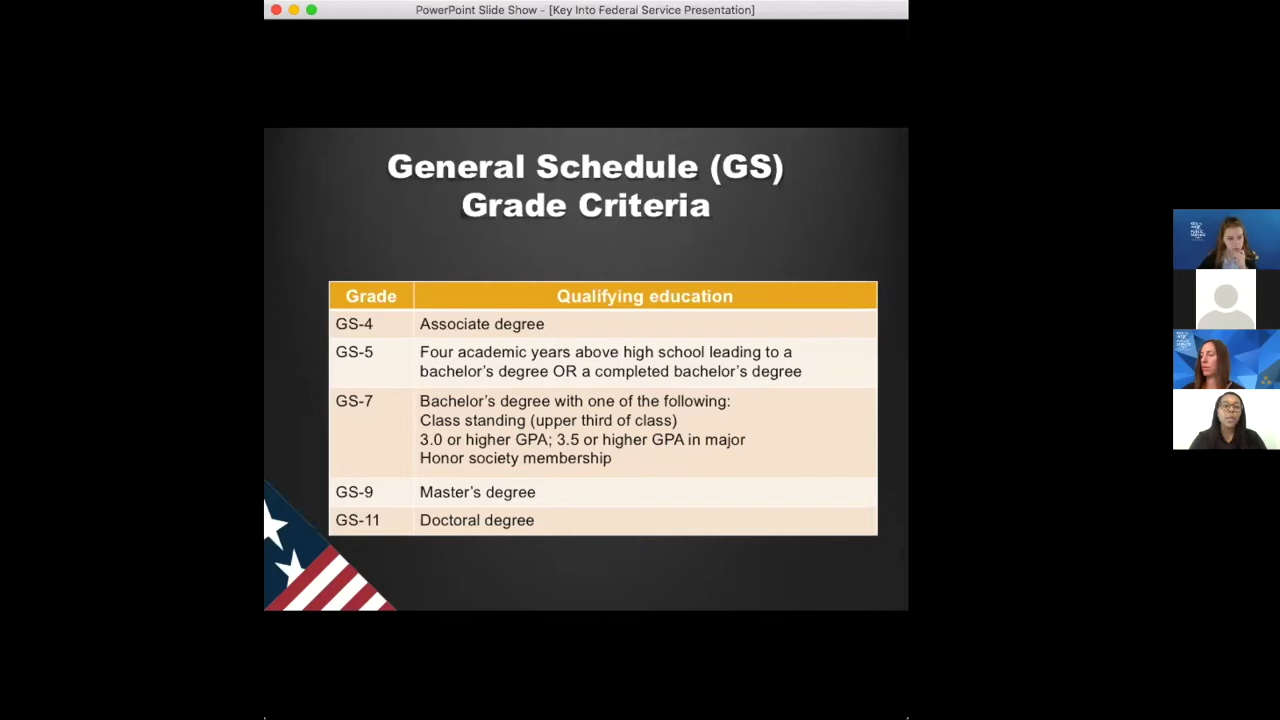 PowerPoint Slide Show - [Key Into Federal Service Presentation]
General Schedule (GS)
Grade Criteria
Grade Qualifying education
GS-4 Associate degree
GS-5 Four academic years above high school leading to a
bachelor's degree OR a completed bachelor's degree
GS-7 Bachelor's degree with one of the following:
Class standing (upper third of class)
3.0 or higher GPA; 3.5 or higher GPA in major
Honor society membership
GS-9 Master's degree
GS-11 Doctoral degree